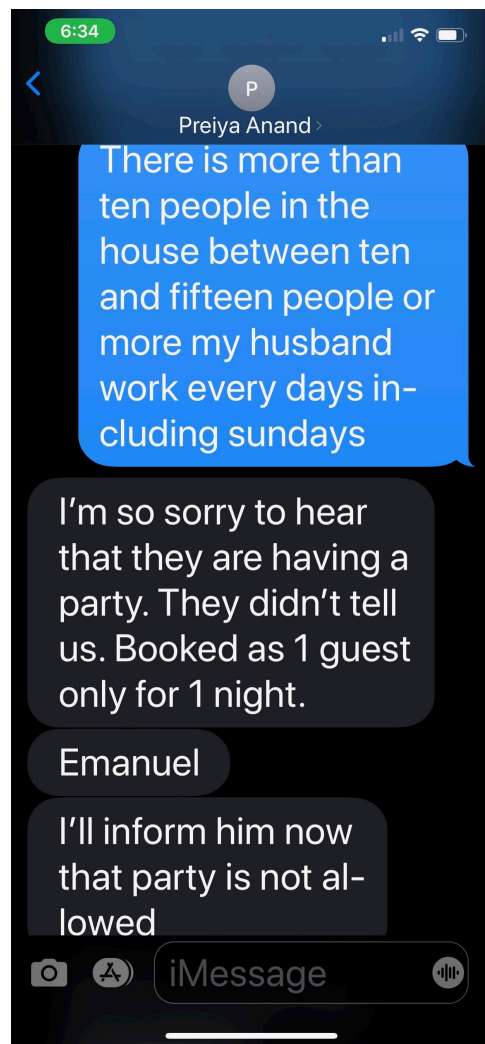 6:34
P
Preiya Anand
There is more than
ten people in the
house between ten
and fifteen people or
more my husband
work every days in-
cluding sundays
I'm so sorry to hear
that they are having a
party. They didn't tell
us. Booked as 1 guest
only for 1 night.
Emanuel
I'll inform him now
that party is not al-
lowed
iMessage